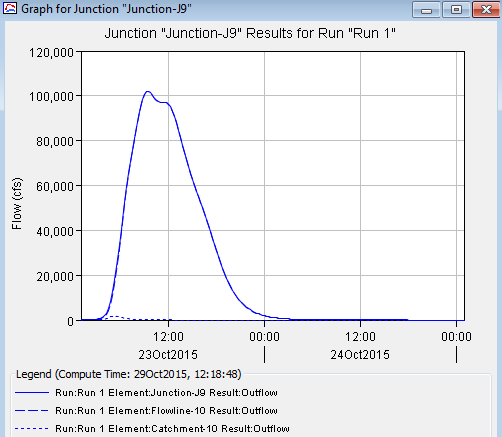 Graph for Junction "Junction-J9"
Junction "Junction-J9" Results for Run "Run 1"
120,000
100,000
80,000
60,000
40,000
20,000
0
Flow (cfs)
12:00 00:00 12:00 00:00
23Oct2015 24Oct2015
Legend (Compute Time: 29Oct2015, 12:18:48)
Run:Run 1 Element:Junction-J9 Result:Outflow
Run:Run 1 Element:Flowline-10 Result:Outflow
Run:Run 1 Element:Catchment-10 Result:Outflow